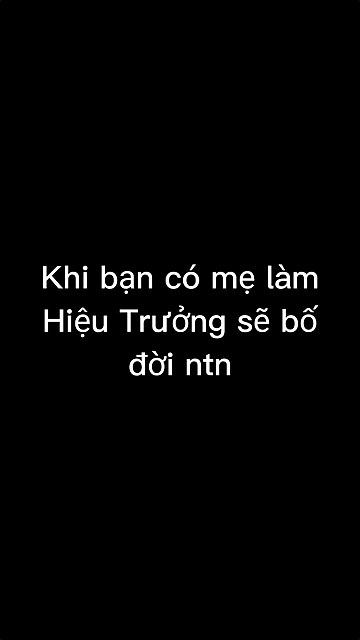 Khi bạn có mẹ làm
Hiệu Trưởng sẽ bố
đời ntn